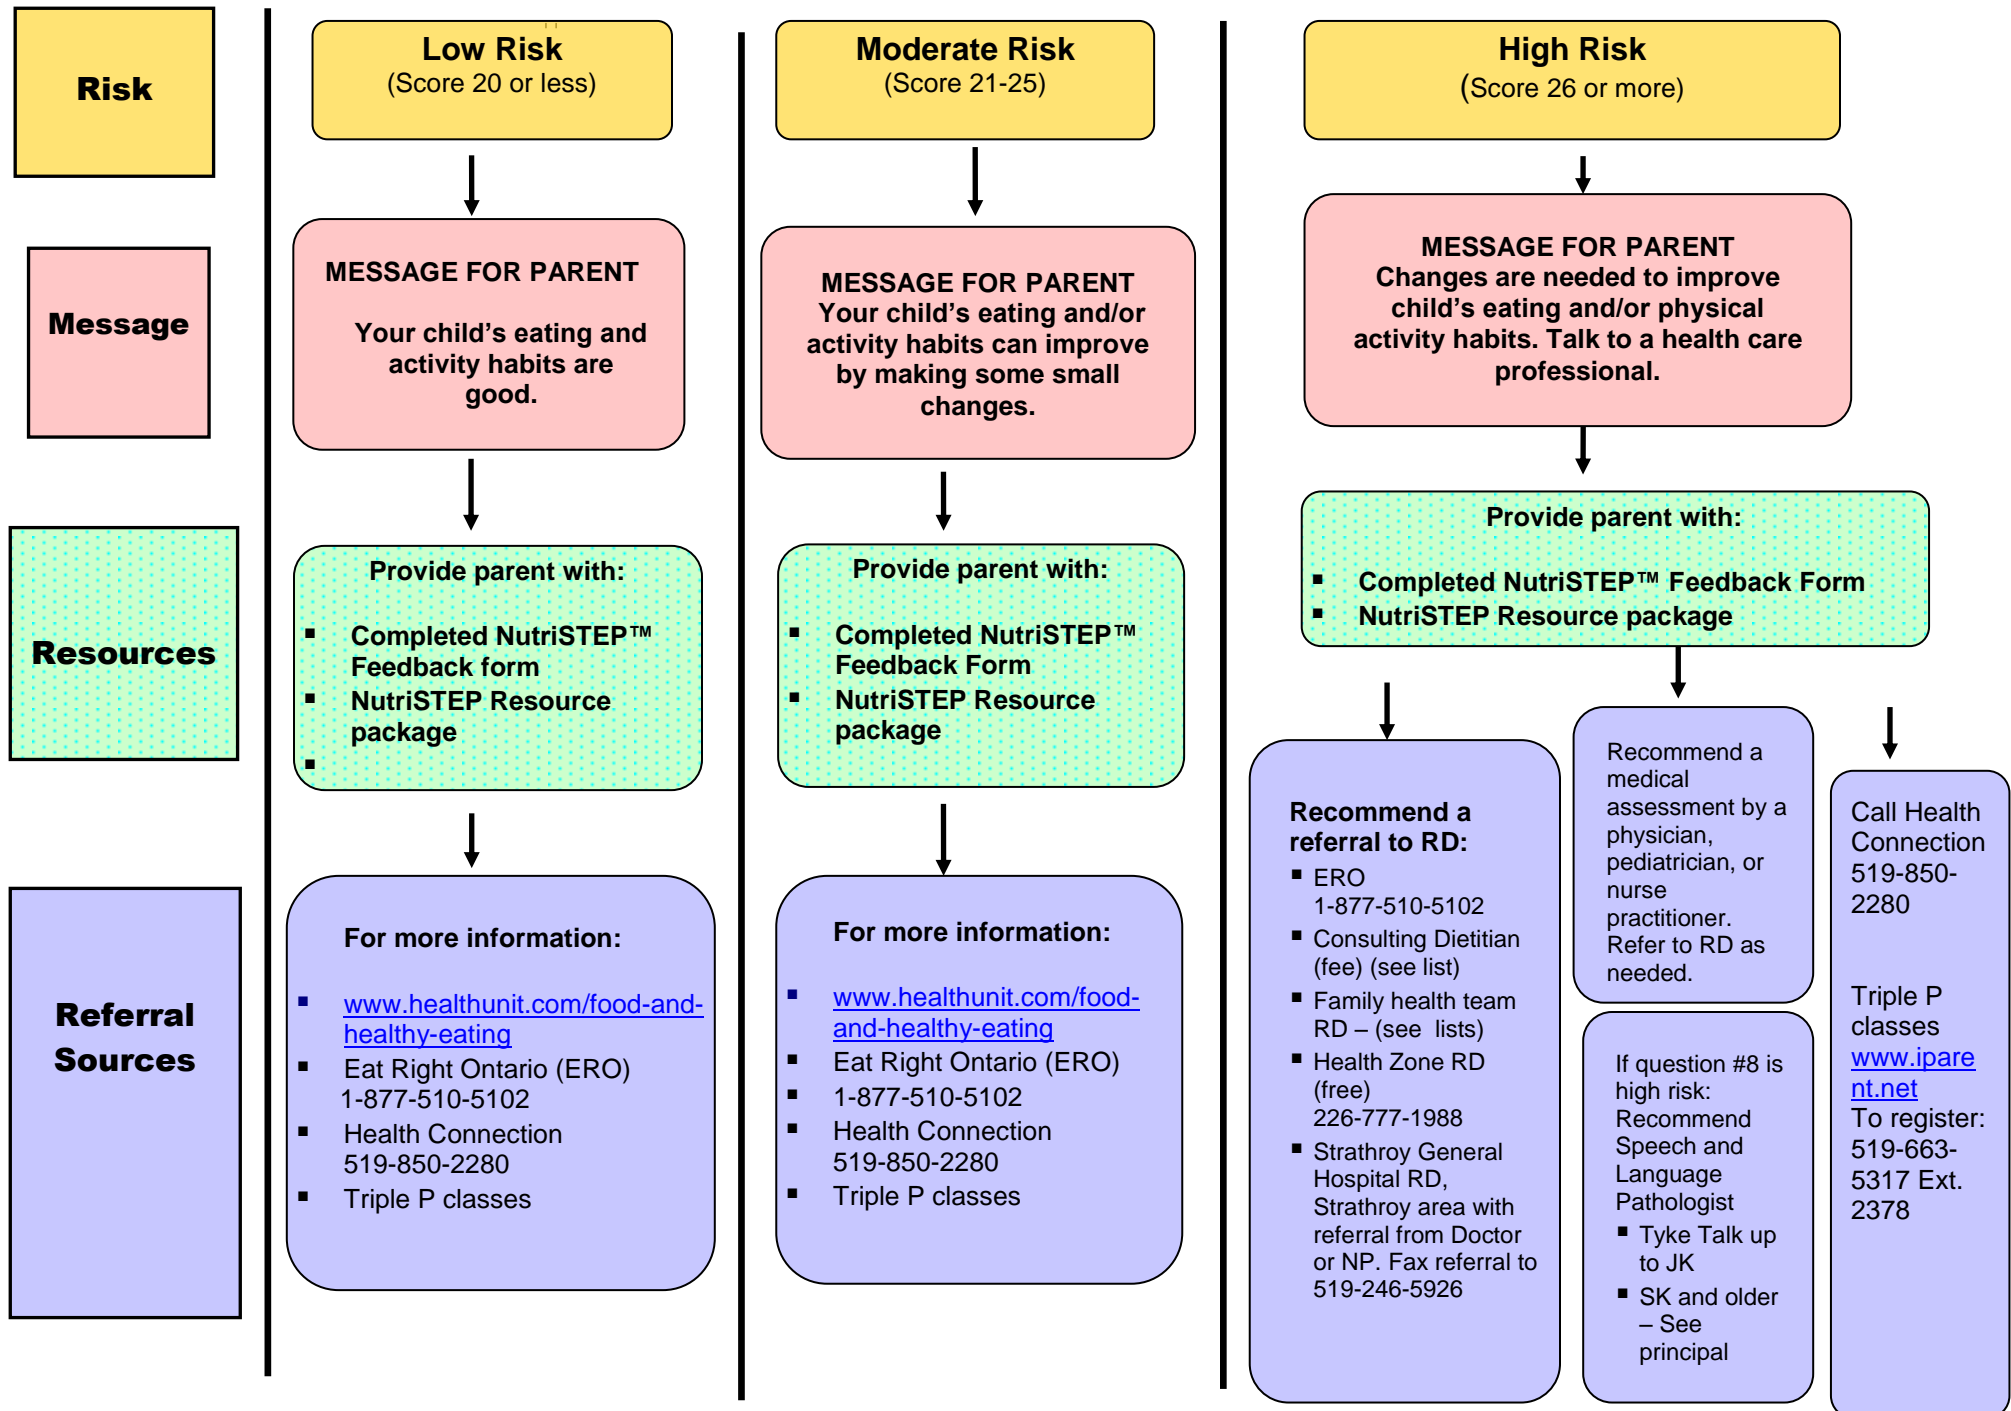 Risk
Message
Resources
Referral
Sources
Low Risk
(Score 20 or less)
MESSAGE FOR PARENT
Your child’s eating and
activity habits are
good.
Provide parent with:
▪ Completed NutriSTEP™
Feedback form
▪ NutriSTEP Resource
package
▪
For more information:
▪ www.healthunit.com/food-and-
healthy-eating
▪ Eat Right Ontario (ERO)
1-877-510-5102
▪ Health Connection
519-850-2280
▪ Triple P classes
Moderate Risk
(Score 21-25)
MESSAGE FOR PARENT
Your child’s eating and/or
activity habits can improve
by making some small
changes.
Provide parent with:
▪ Completed NutriSTEP™
Feedback Form
▪ NutriSTEP Resource
package
For more information:
▪ www.healthunit.com/food-
and-healthy-eating
▪ Eat Right Ontario (ERO)
▪ 1-877-510-5102
▪ Health Connection
519-850-2280
▪ Triple P classes
High Risk
(Score 26 or more)
MESSAGE FOR PARENT
Changes are needed to improve
child’s eating and/or physical
activity habits. Talk to a health care
professional.
Provide parent with:
▪ Completed NutriSTEP™ Feedback Form
▪ NutriSTEP Resource package
Recommend a
referral to RD:
▪ ERO
1-877-510-5102
▪ Consulting Dietitian
(fee) (see list)
▪ Family health team
RD – (see lists)
▪ Health Zone RD
(free)
226-777-1988
▪ Strathroy General
Hospital RD,
Strathroy area with
referral from Doctor
or NP. Fax referral to
519-246-5926
Recommend a
medical
assessment by a
physician,
pediatrician, or
nurse
practitioner.
Refer to RD as
needed.
If question #8 is
high risk:
Recommend
Speech and
Language
Pathologist
▪ Tyke Talk up
to JK
▪ SK and older
– See
principal
Call Health
Connection
519-850-
2280
Triple P
classes
www.ipare
nt.net
To register:
519-663-
5317 Ext.
2378